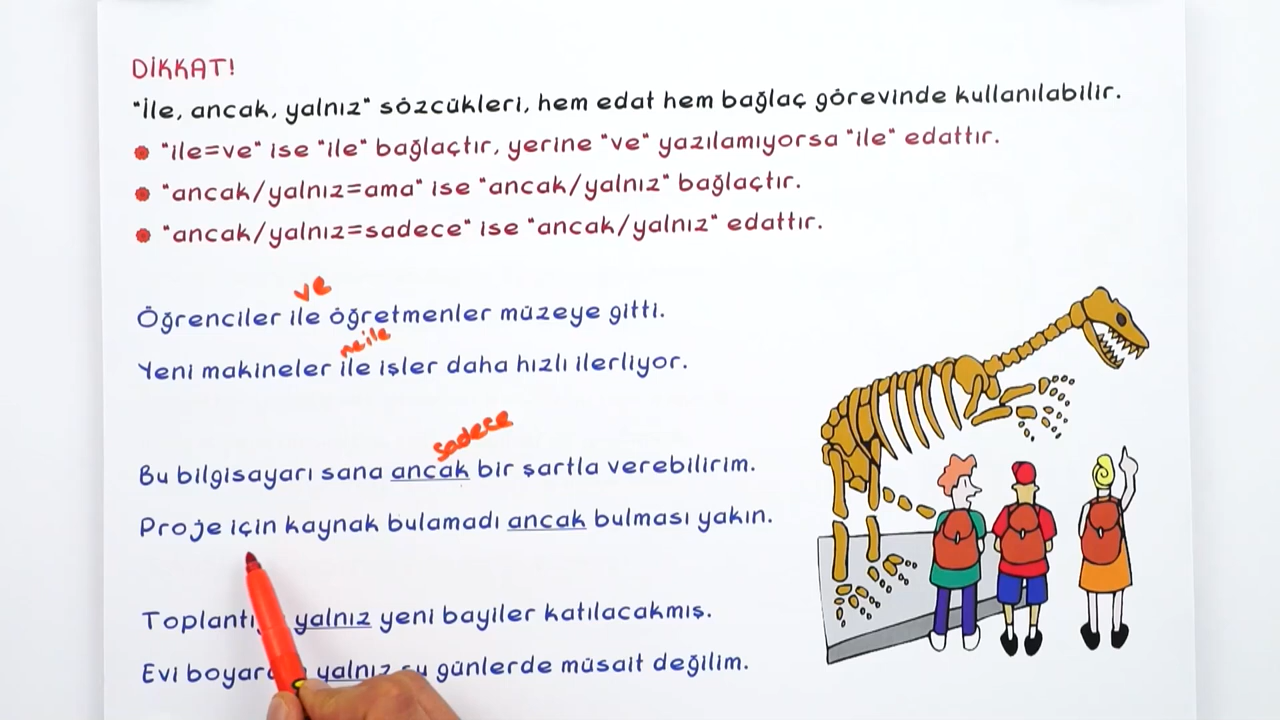 DİKKAT!
"İle, ancak, yalnız" sözcükleri, hem edat hem bağlaç görevinde kullanılabilir.
"ile=ve" ise "ile" bağlaçtır, yerine "ve" yazılamıyorsa "ile" edattır.
"ancak/yalnız=ama" ise "ancak/yalnız" bağlaçtır.
"ancak/yalnız=sadece" ise "ancak/yalnız" edattır.
ve
Öğrenciler ile öğretmenler müzeye gitti.
ne ile
Yeni makineler ile işler daha hızlı ilerliyor.
sadece
Bu bilgisayarı sana ancak bir şartla verebilirim.
Proje için kaynak bulamadı ancak bulması yakın.
yalnız yeni bayiler katılacakmış.
Evi yalnız günlerde müsait değilim.